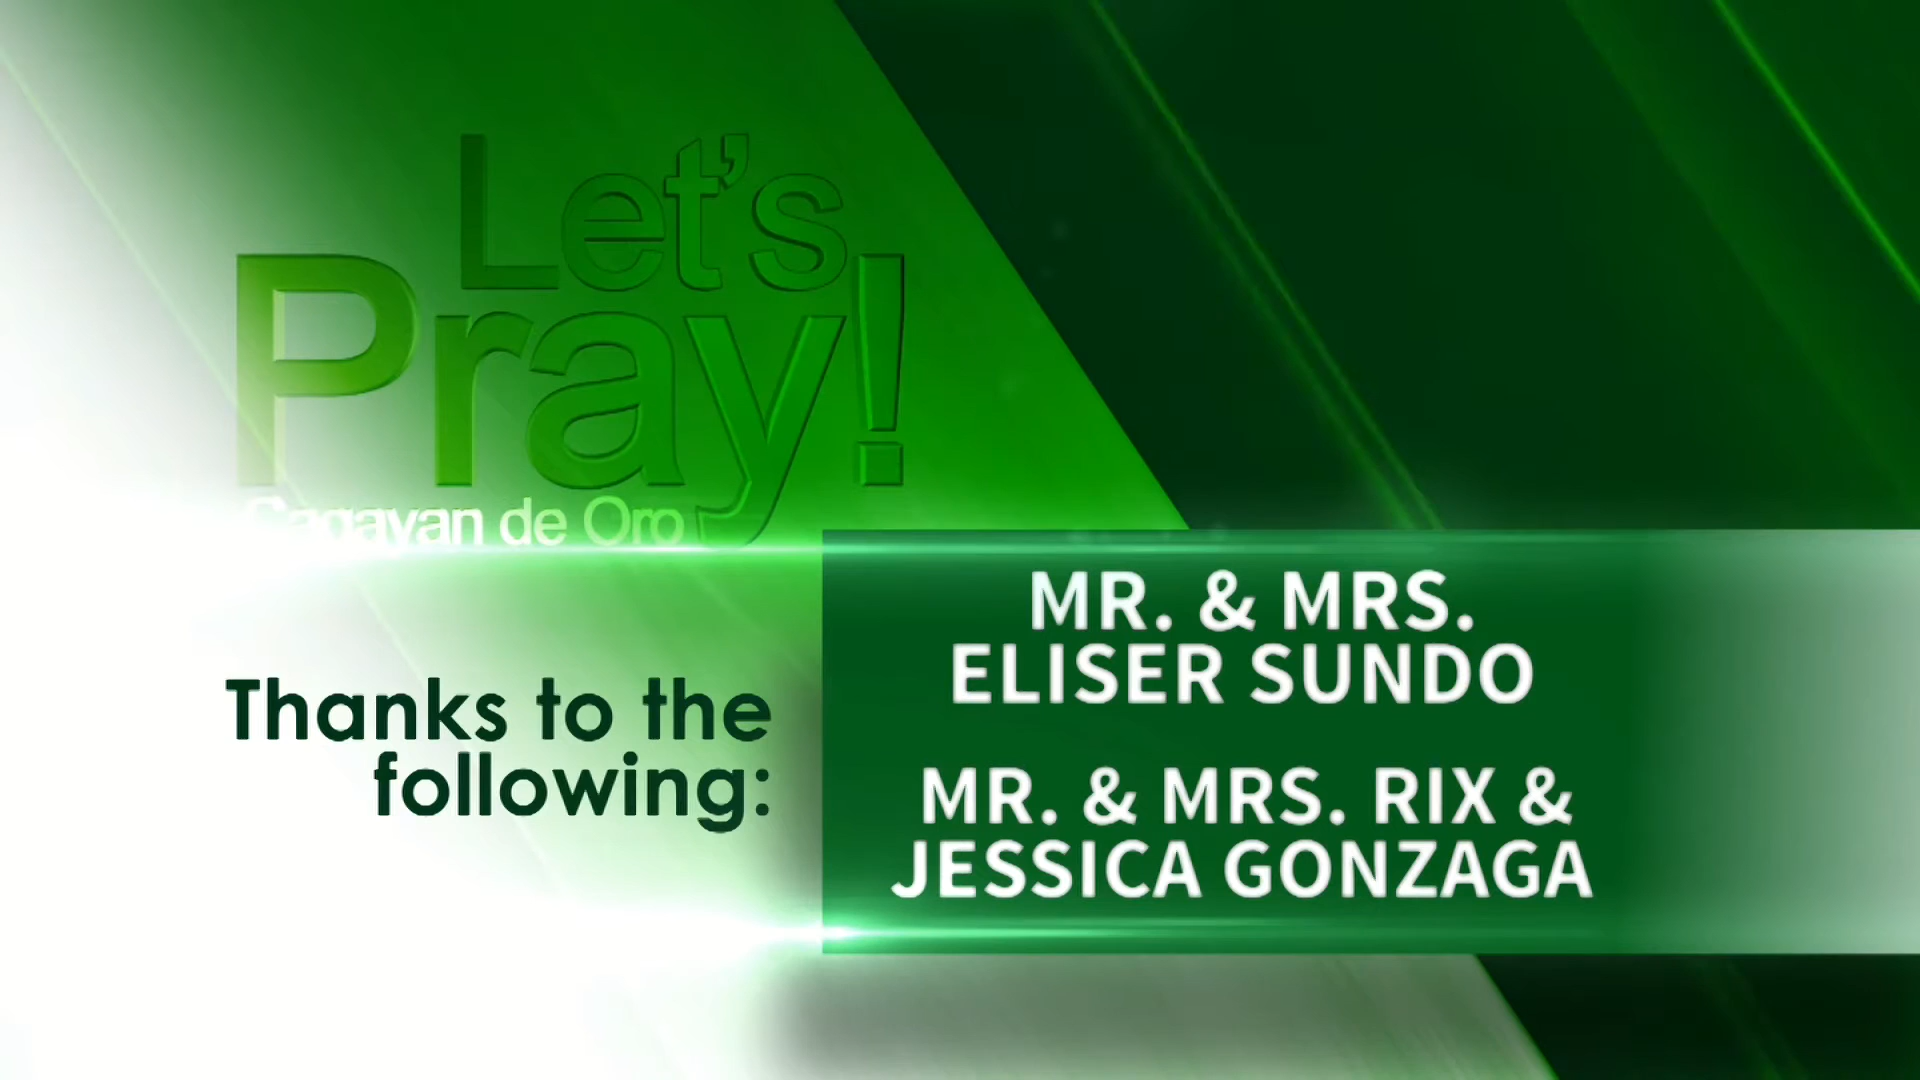 Let's
Pray!
Cagayan de Oro
Thanks to the
following:
MR. & MRS.
ELISER SUNDO
MR. & MRS. RIX &
JESSICA GONZAGA